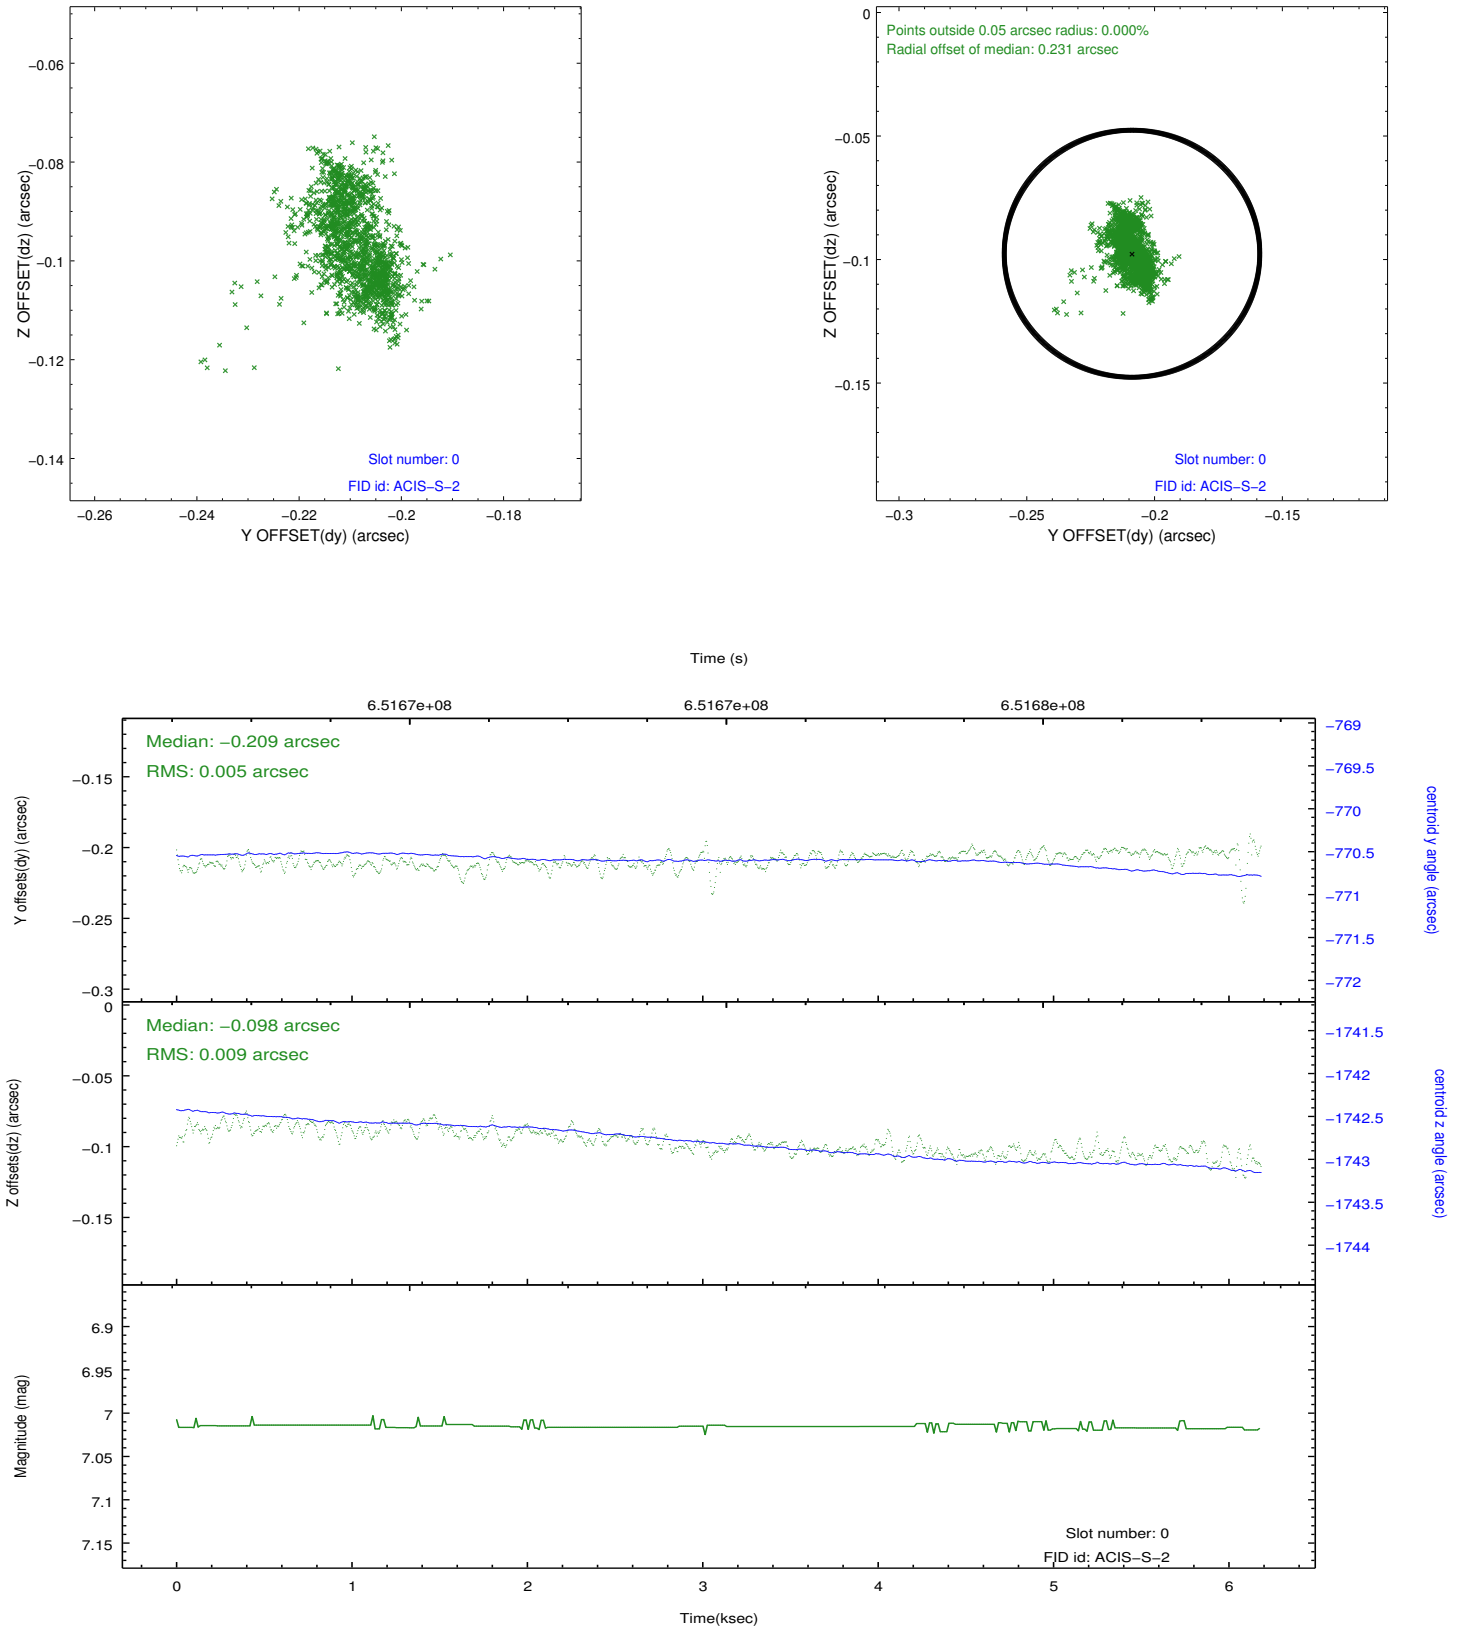 −0.06
−0.08
−0.1
−0.12
−0.14
Z OFFSET(dz) (arcsec)
Slot number: 0
FID id: ACIS−S−2
−0.26
−0.24
−0.22
−0.2
−0.18
Y OFFSET(dy) (arcsec)
0
−0.05
−0.1
−0.15
Z OFFSET(dz) (arcsec)
Points outside 0.05 arcsec radius: 0.000%
Radial offset of median: 0.231 arcsec
Slot number: 0
FID id: ACIS−S−2
−0.3
−0.25
−0.2
−0.15
Y OFFSET(dy) (arcsec)
Time (s)
6.5167e+08
6.5167e+08
6.5168e+08
Median: −0.209 arcsec
RMS: 0.005 arcsec
−0.15
−0.2
−0.25
−0.3
Y offsets(dy) (arcsec)
−769
−769.5
−770
−770.5
−771
−771.5
−772
centroid y angle (arcsec)
Median: −0.098 arcsec
RMS: 0.009 arcsec
0
−0.05
−0.1
−0.15
Z offsets(dz) (arcsec)
−1741.5
−1742
−1742.5
−1743
−1743.5
−1744
centroid z angle (arcsec)
6.9
6.95
7
7.05
7.1
7.15
Magnitude (mag)
Slot number: 0
FID id: ACIS−S−2
0
1
2
3
4
5
6
Time(ksec)